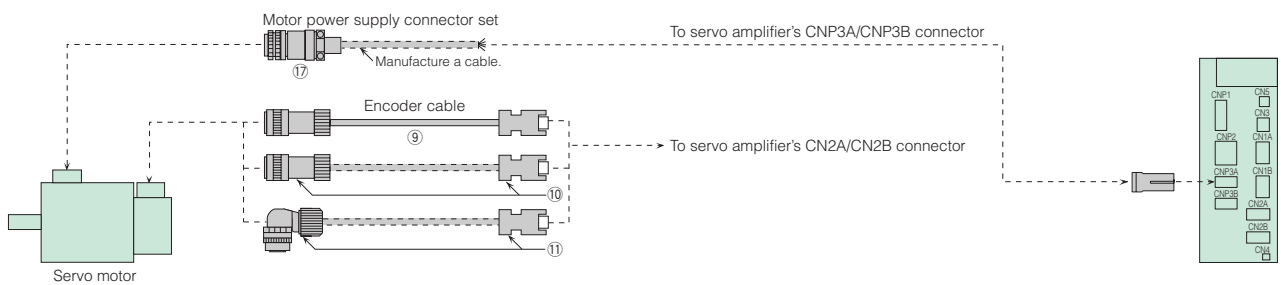 Motor power supply connector set
To servo amplifier's CNP3A/CNP3B connector
Manufacture a cable.
⑰
Encoder cable
⑨
To servo amplifier's CN2A/CN2B connector
⑩
⑪
Servo motor
CNP1
CN5
CN3
CNP2
CN1A
CNP3A
CN1B
CNP3B
CN2A
CN2B
CN4